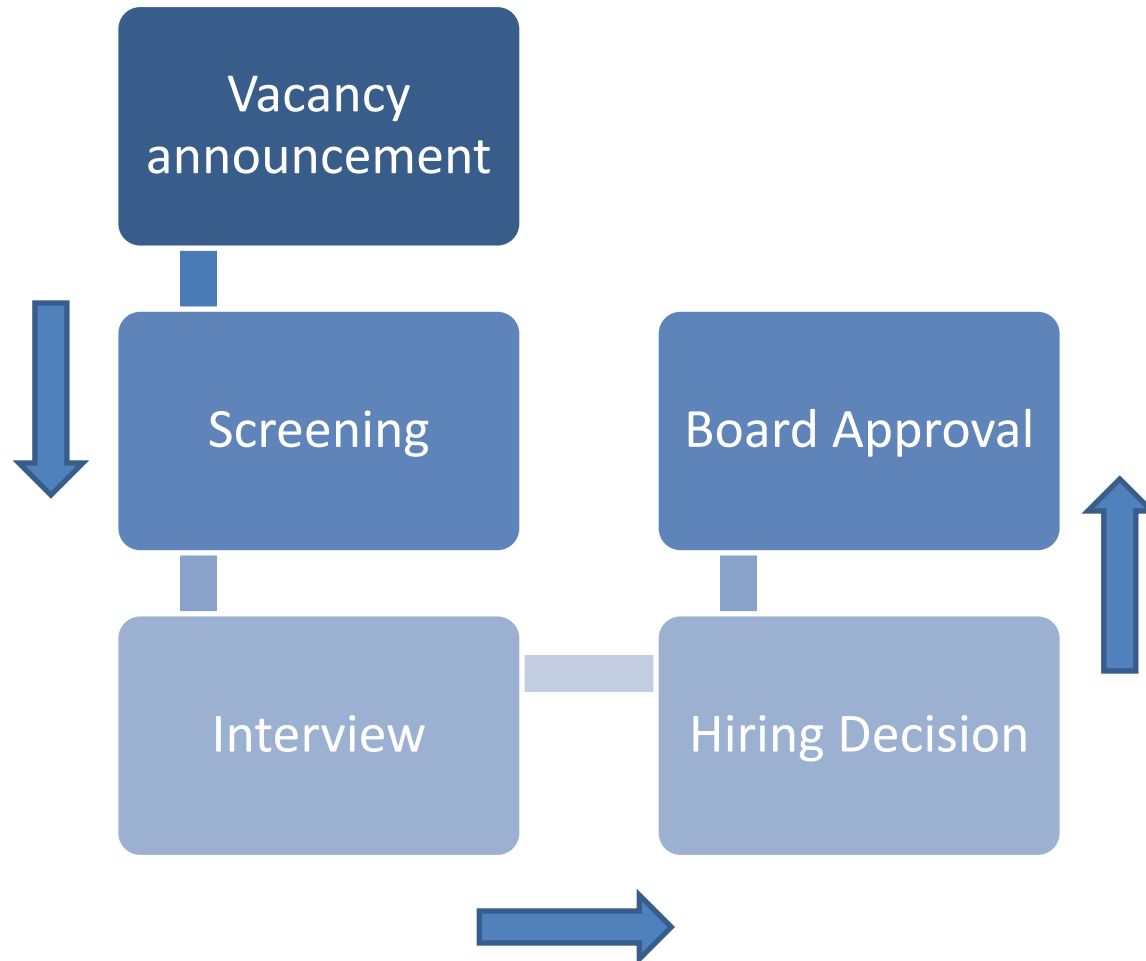 Vacancy
announcement
Screening
Interview
Hiring Decision
Board Approval